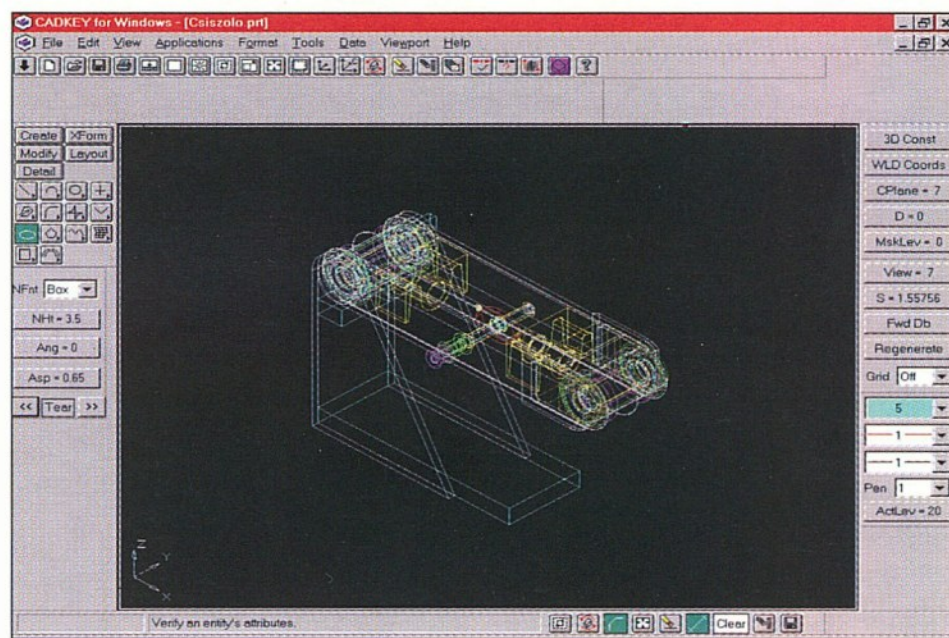 CADKEY for Windows - [Csiszolo.prt]
File Edit View Applications Format Tools Data Viewport Help
Create XForm
Modify Layout
Detail
NFnt Box
NHt = 3.5
Ang = 0
Asp = 0.65
<< Tear >>
3D Const
WLD Coords
CPlane = 7
D = 0
MskLev = 0
View = 7
S = 1.55756
Fwd Db
Regenerate
Grid Off
5
1
1
Pen 1
ActLev = 20
Z
Y
X
Verify an entity's attributes.
Clear